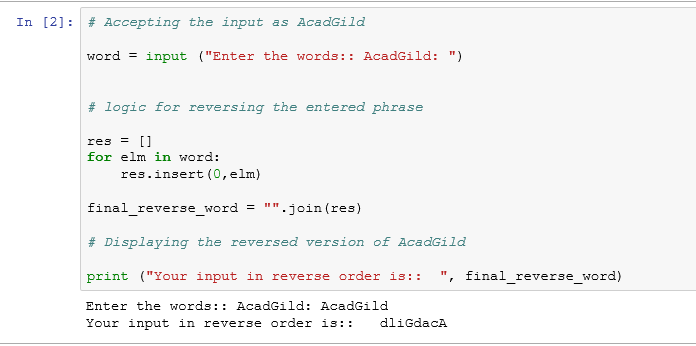 In [2]: # Accepting the input as AcadGild
word = input ("Enter the words:: AcadGild: ")
# logic for reversing the entered phrase
res = []
for elm in word:
    res.insert(0,elm)
final_reverse_word = "".join(res)
# Displaying the reversed version of AcadGild
print ("Your input in reverse order is::  ", final_reverse_word)
Enter the words:: AcadGild: AcadGild
Your input in reverse order is::   dliGdacA